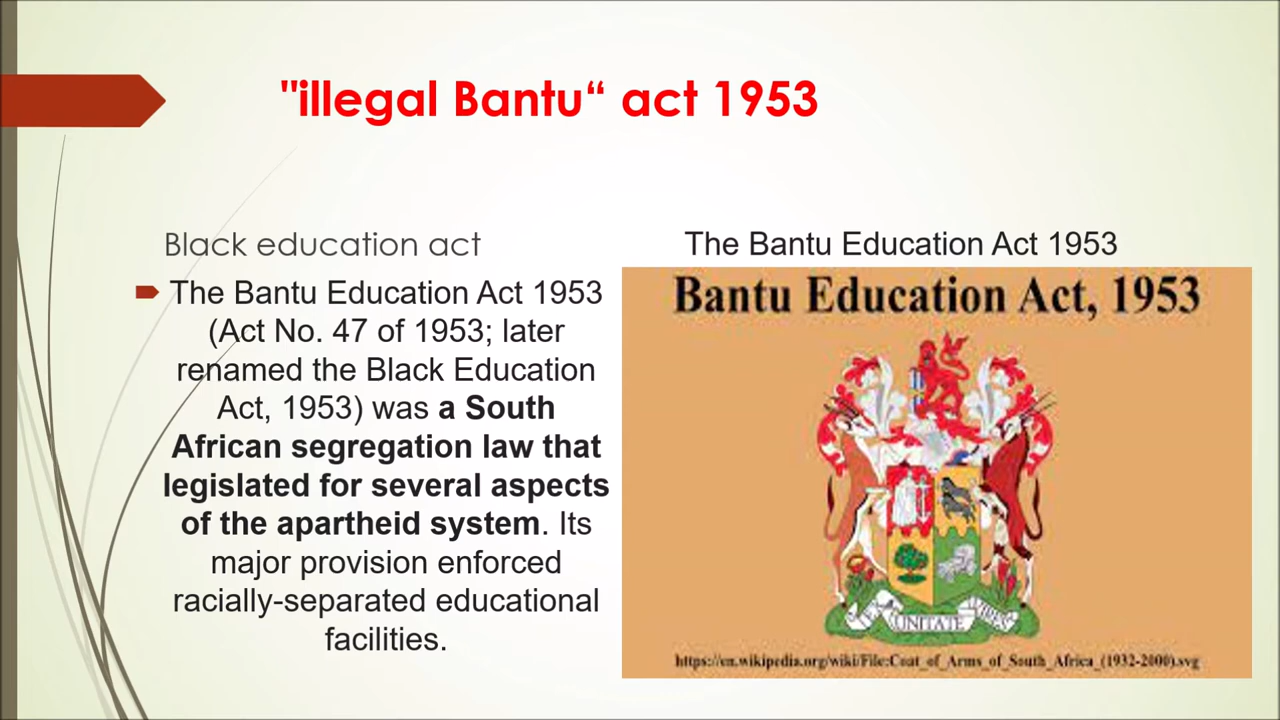 "illegal Bantu“ act 1953
Black education act
The Bantu Education Act 1953
(Act No. 47 of 1953; later
renamed the Black Education
Act, 1953) was a South
African segregation law that
legislated for several aspects
of the apartheid system. Its
major provision enforced
racially-separated educational
facilities.
The Bantu Education Act 1953
Bantu Education Act, 1953
UNITATE
https://en.wikipedia.org/wiki/File:Coat_of_Arms_of_South_Africa_(1932-2000).svg